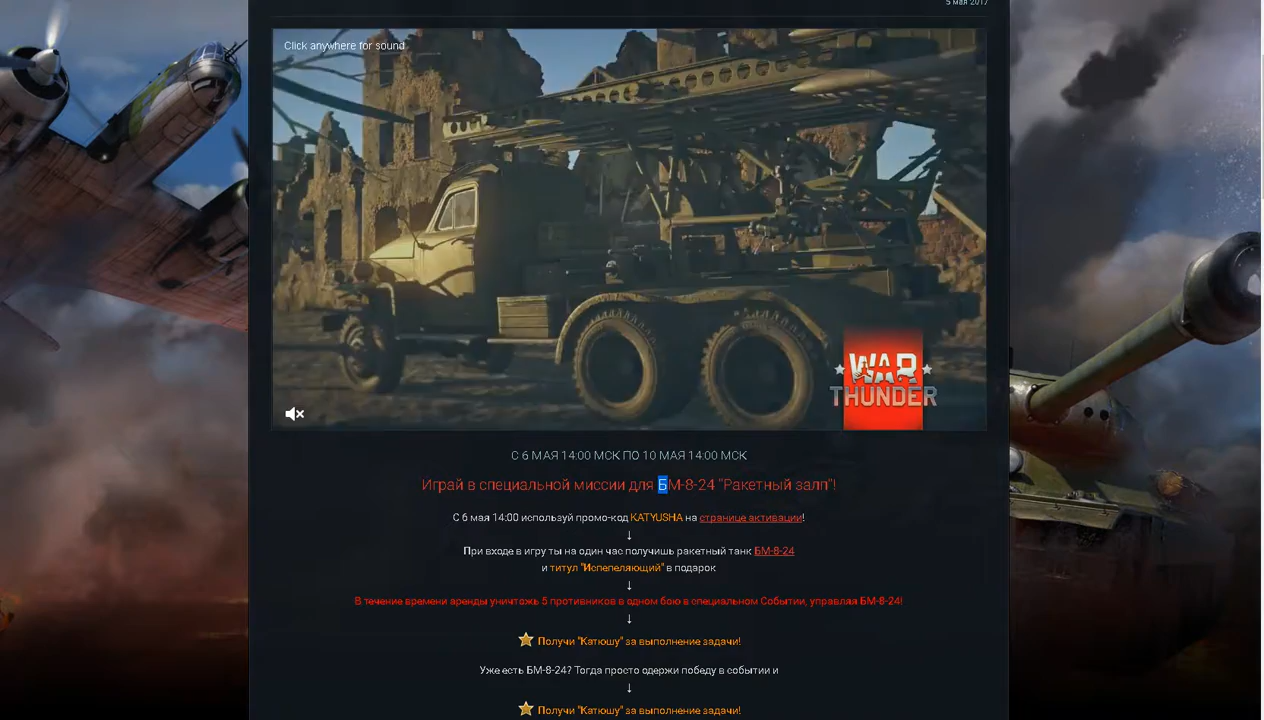 5 мая 2017
Click anywhere for sound
WAR
THUNDER
С 6 МАЯ 14:00 МСК ПО 10 МАЯ 14:00 МСК
Играй в специальной миссии для БМ-8-24 "Ракетный залп"!
С 6 мая 14:00 используй промо-код KATYUSHA на странице активации!
↓
При входе в игру ты на один час получишь ракетный танк БМ-8-24
и титул "Испепеляющий" в подарок
↓
В течение времени аренды уничтожь 5 противников в одном бою в специальном Событии, управляя БМ-8-24!
↓
Получи "Катюшу" за выполнение задачи!
Уже есть БМ-8-24? Тогда просто одержи победу в событии и
↓
Получи "Катюшу" за выполнение задачи!